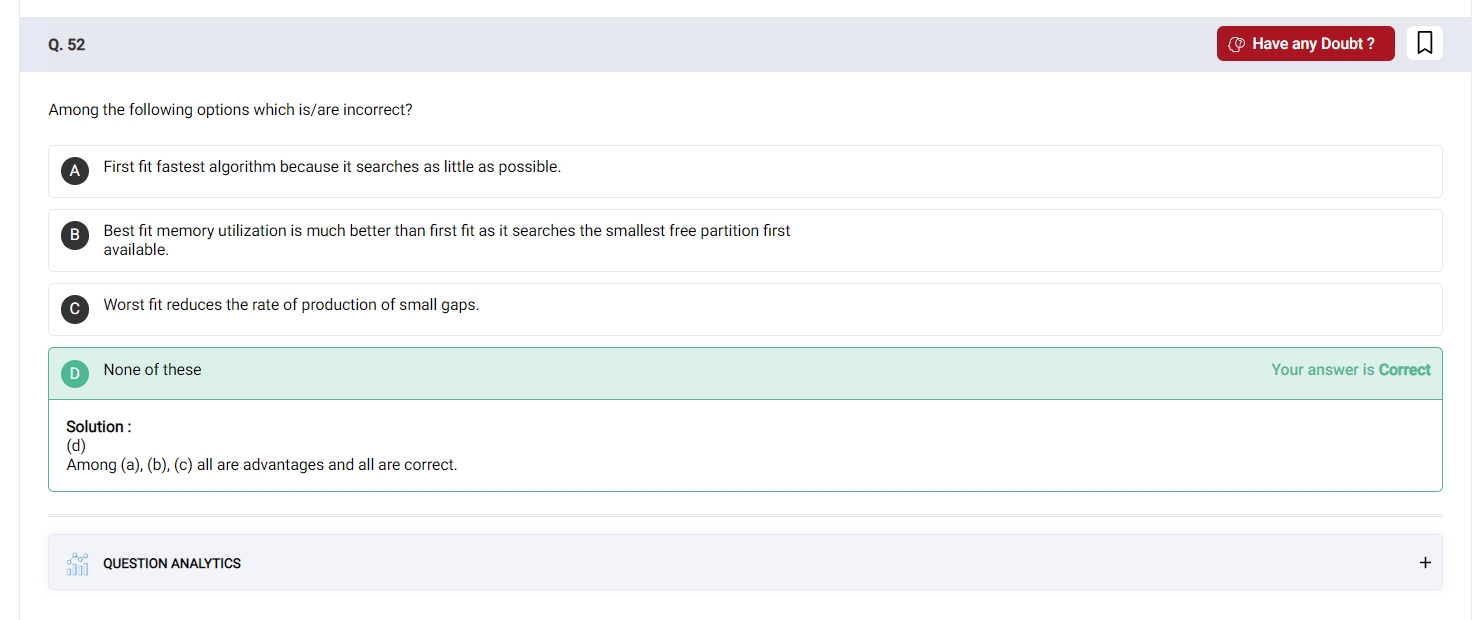 Q. 52
Have any Doubt ?
Among the following options which is/are incorrect?
A
First fit fastest algorithm because it searches as little as possible.
B
Best fit memory utilization is much better than first fit as it searches the smallest free partition first
available.
C
Worst fit reduces the rate of production of small gaps.
D
None of these
Your answer is Correct
Solution :
(d)
Among (a), (b), (c) all are advantages and all are correct.
QUESTION ANALYTICS
+